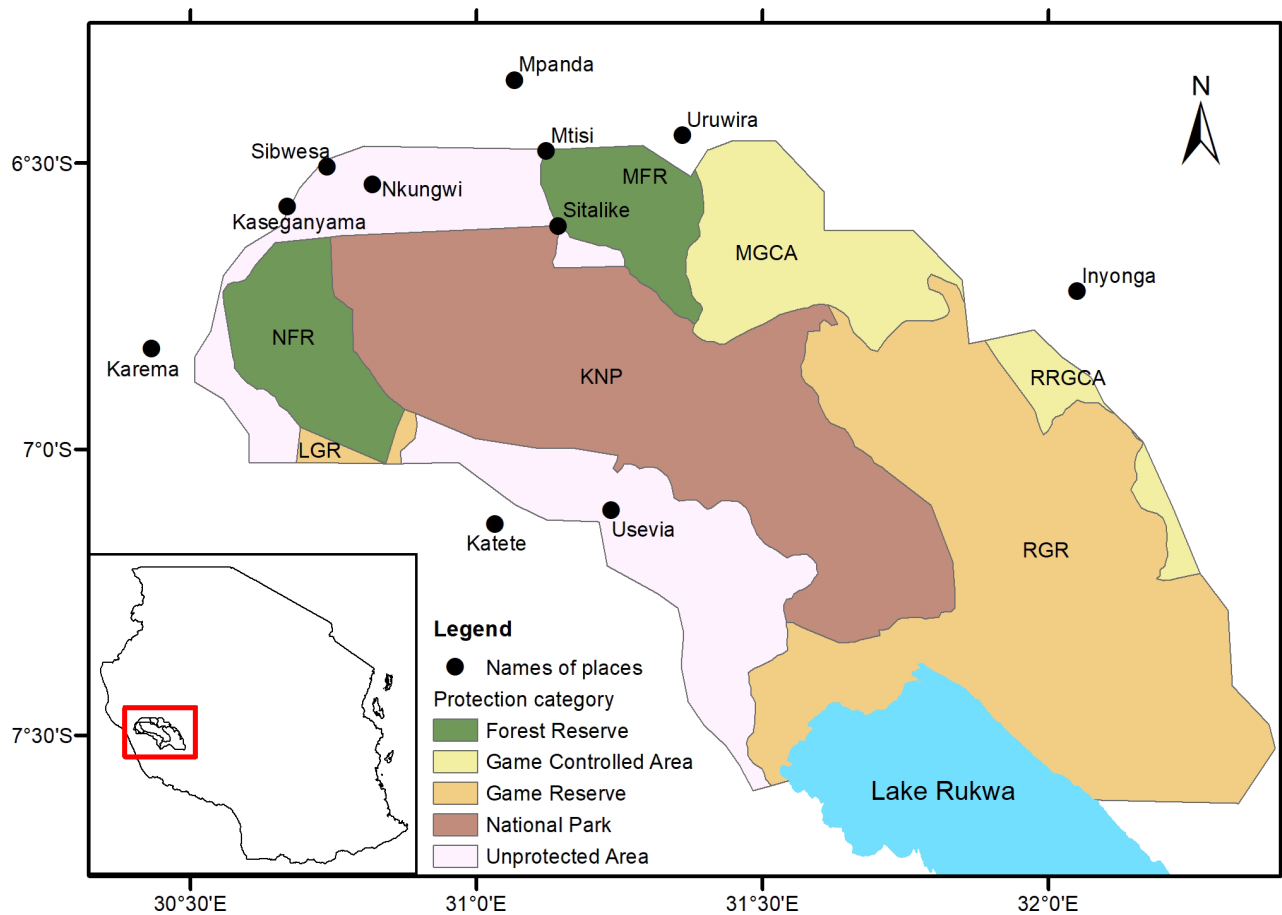 Mpanda
N
Uruwira
Mtisi
6°30'S
Sibwesa
MFR
Nkungwi
Kaseganyama
Sitalike
MGCA
Inyonga
NFR
Karema
KNP
RRGCA
7°0'S
LGR
Usevia
Katete
RGR
Legend
Names of places
Protection category
Forest Reserve
7°30'S
Game Controlled Area
Game Reserve
Lake Rukwa
National Park
Unprotected Area
30°30'E
31°0'E
31°30'E
32°0'E